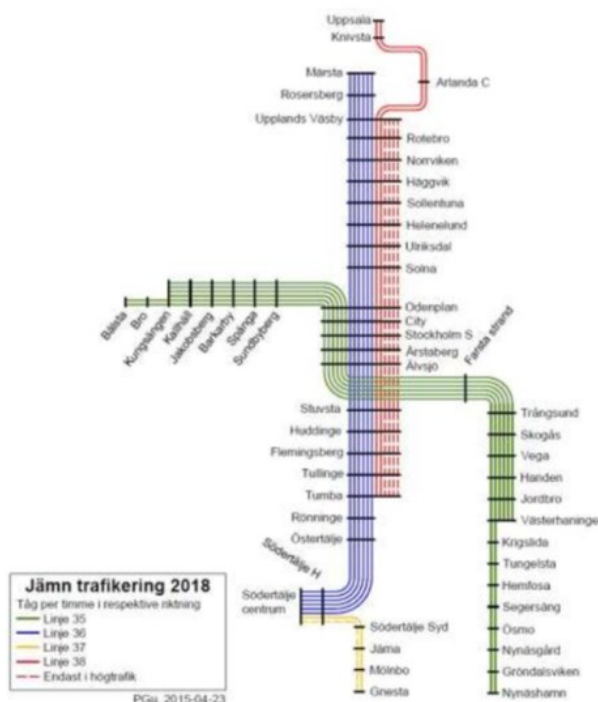 Uppsala
Knivsta
Arlanda C
Märsta
Rosersberg
Upplands Väsby
Rotebro
Norrviken
Häggvik
Sollentuna
Helenelund
Ulriksdal
Solna
Odenplan
City
Stockholm S
Årstaberg
Älvsjö
Bålsta
Bro
Kungsängen
Kallhäll
Jakobsberg
Barkarby
Spånga
Sundbyberg
Farsta strand
Stuvsta
Huddinge
Flemingsberg
Tullinge
Tumba
Rönninge
Östertälje
Södertälje H
Södertälje
centrum
Trångsund
Skogås
Vega
Handen
Jordbro
Västerhaninge
Krigslida
Tungelsta
Hemfosa
Segersäng
Ösmo
Nynäsgård
Gröndalsviken
Nynäshamn
Södertälje Syd
Järna
Mölnbo
Gnesta
Jämn trafikering 2018
Tåg per timme i respektive riktning
Linje 35
Linje 36
Linje 37
Linje 38
Endast i högtrafik
PGu 2015-04-23